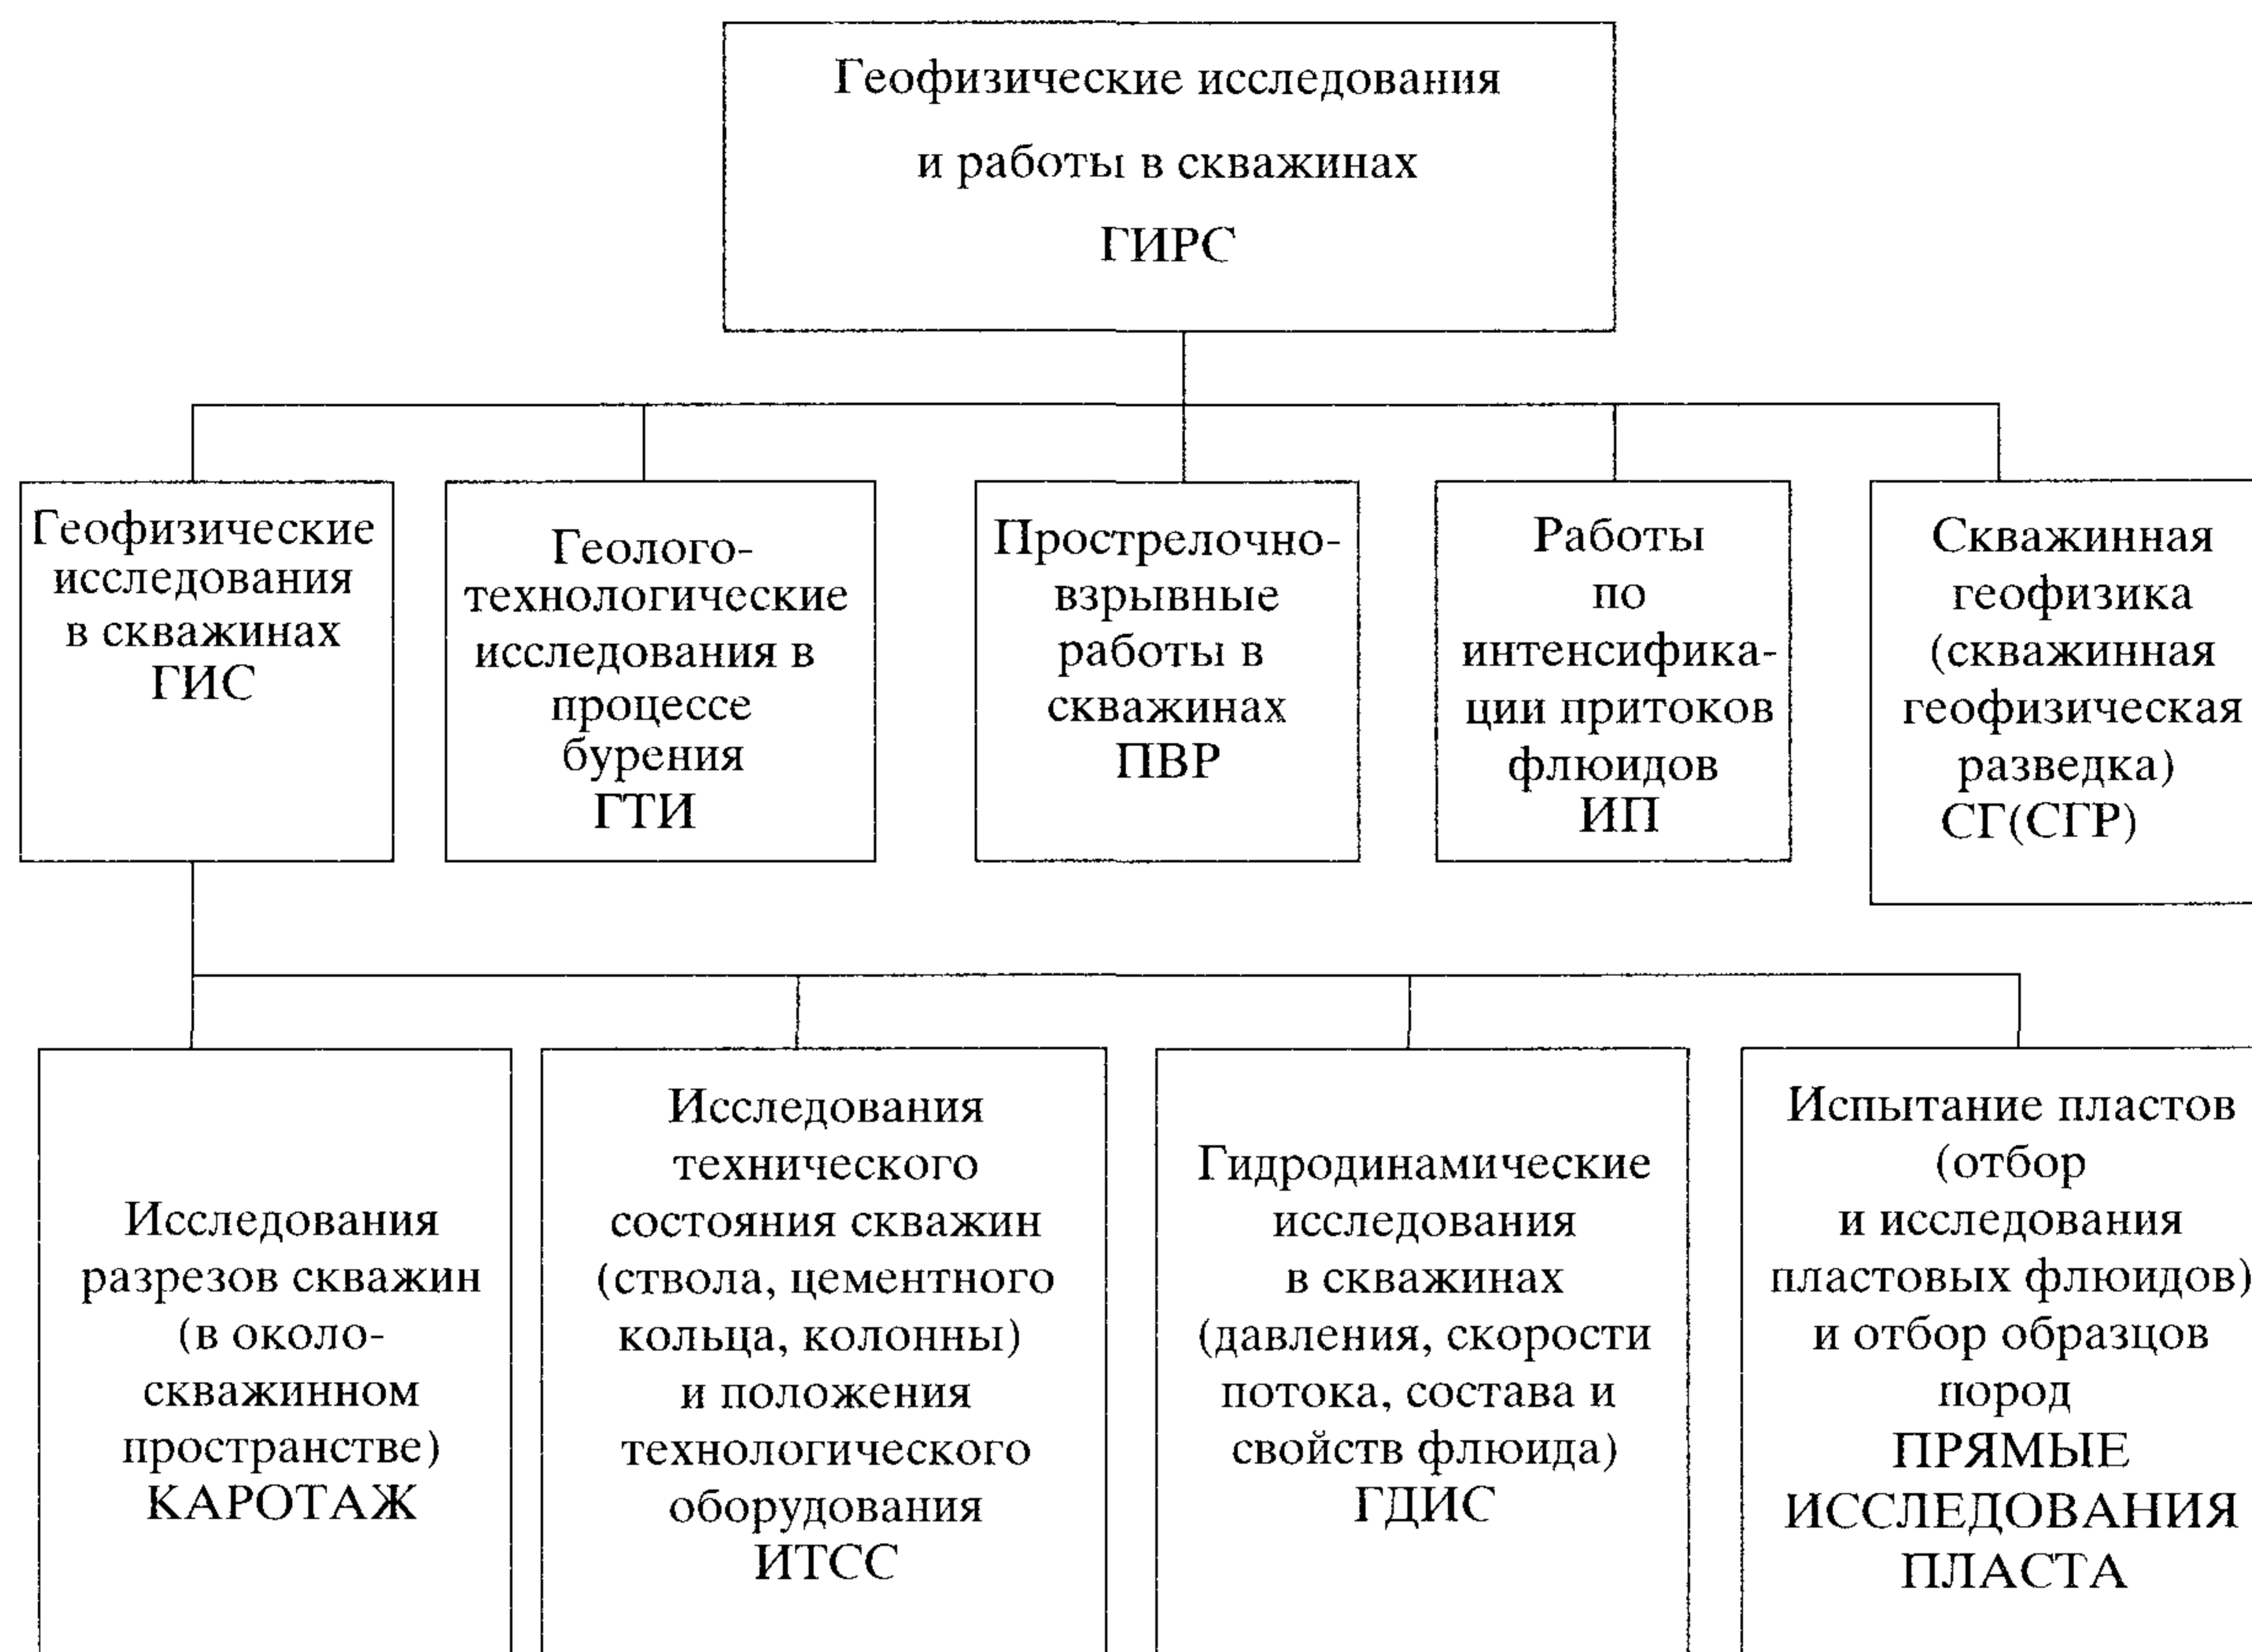 Геофизические исследования
и работы в скважинах
ГИРС
Геофизические
исследования
в скважинах
ГИС
Геолого-
технологические
исследования в
процессе
бурения
ГТИ
Прострелочно-
взрывные
работы в
скважинах
ПВР
Работы
по
интенсифика-
ции притоков
флюидов
ИП
Скважинная
геофизика
(скважинная
геофизическая
разведка)
СГ(СГР)
Исследования
разрезов скважин
(в около-
скважинном
пространстве)
КАРОТАЖ
Исследования
технического
состояния скважин
(ствола, цементного
кольца, колонны)
и положения
технологического
оборудования
ИТСС
Гидродинамические
исследования
в скважинах
(давления, скорости
потока, состава и
свойств флюида)
ГДИС
Испытание пластов
(отбор
и исследования
пластовых флюидов)
и отбор образцов
пород
ПРЯМЫЕ
ИССЛЕДОВАНИЯ
ПЛАСТА